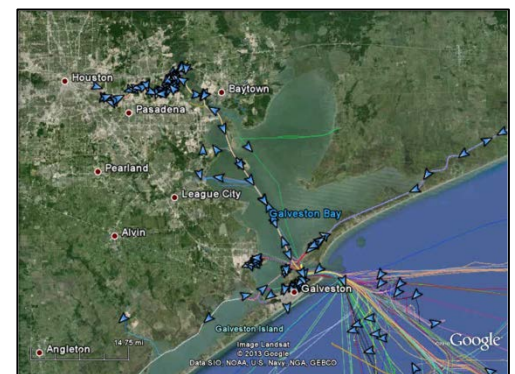 Houston
Baytown
Pasadena
Pearland
League City
Galveston Bay
Alvin
Galveston
Galveston Island
Image Landsat
© 2013 Google
Data SIO, NOAA, U.S. Navy, NGA, GEBCO
Google
Angleton
14.75 mi